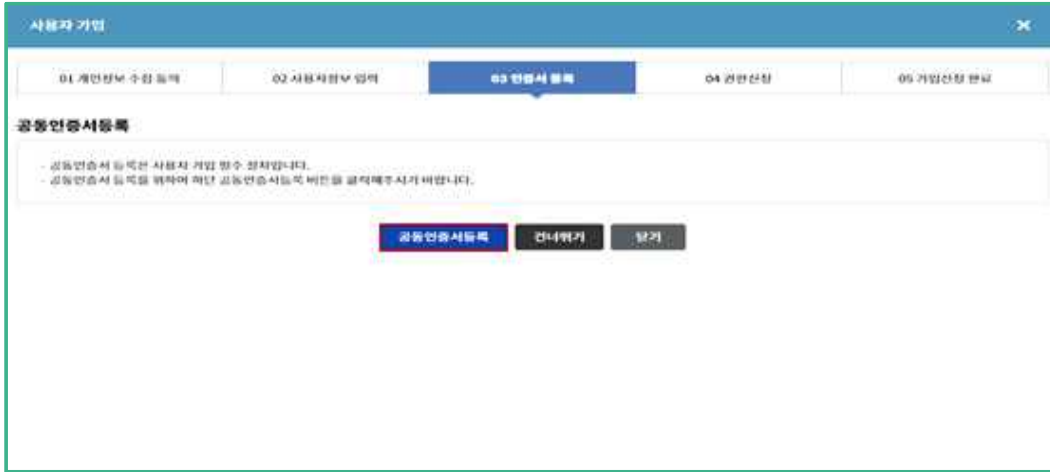 사용자 가입
01 개인정보 수집 동의
02 사용자정보 입력
03 인증서 등록
04 권한신청
05 가입신청 완료
공동인증서등록
- 공동인증서 등록은 사용자 가입 필수 절차입니다.
- 공동인증서 등록을 위하여 하단 공동인증서등록 버튼을 클릭해주시기 바랍니다.
공동인증서등록 건너뛰기 닫기